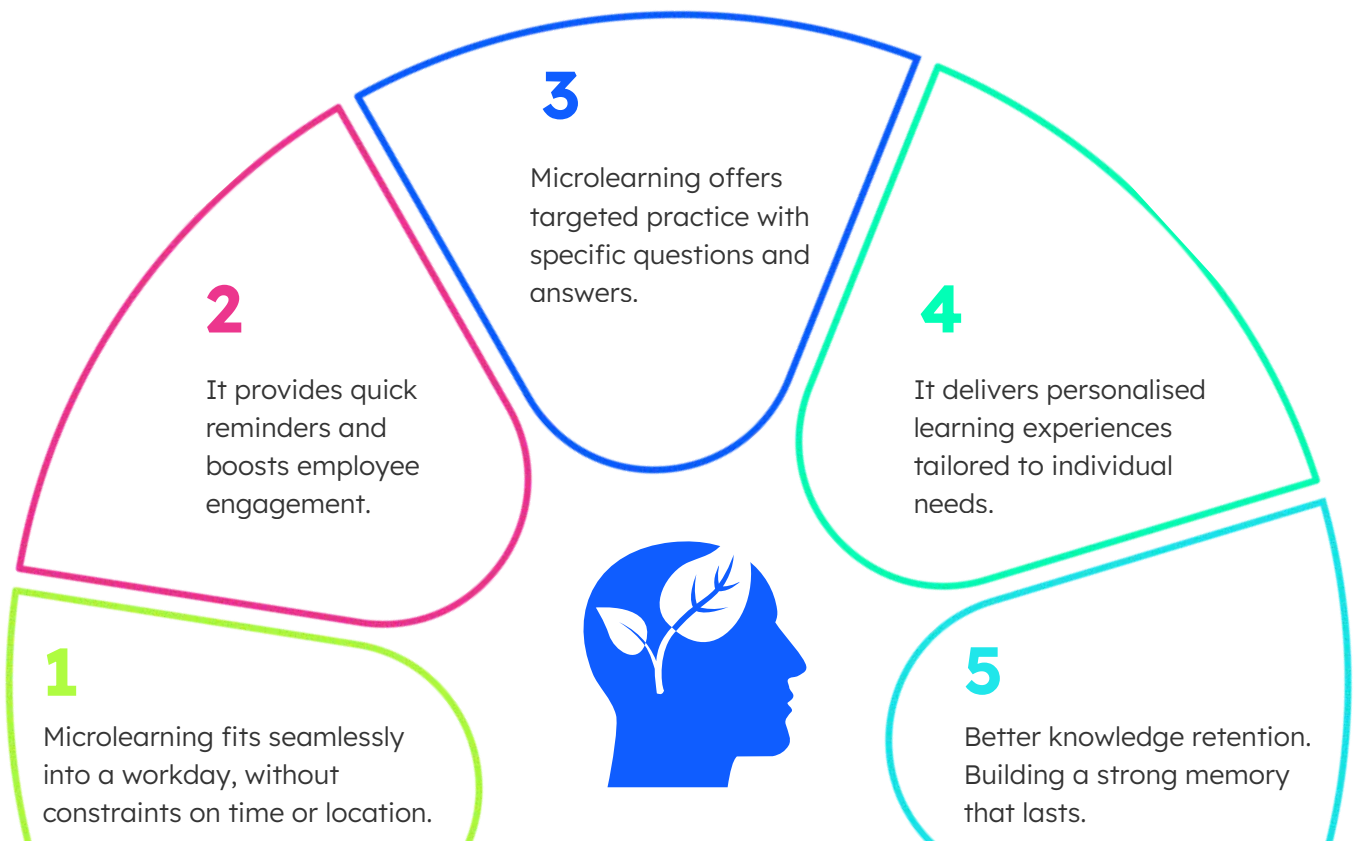 1
Microlearning fits seamlessly
into a workday, without
constraints on time or location.
2
It provides quick
reminders and
boosts employee
engagement.
3
Microlearning offers
targeted practice with
specific questions and
answers.
4
It delivers personalised
learning experiences
tailored to individual
needs.
5
Better knowledge retention.
Building a strong memory
that lasts.